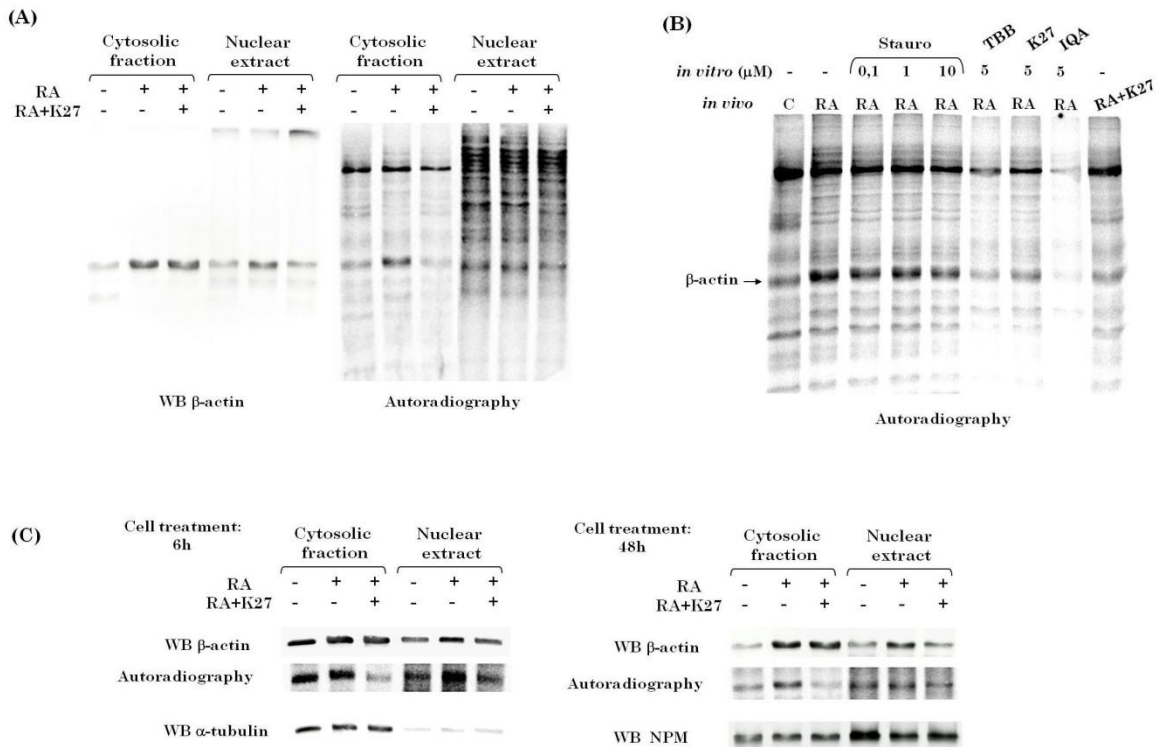 (A)
Cytosolic fraction Nuclear extract Cytosolic fraction Nuclear extract
RA - + + - + + - + + - + +
RA+K27 - - + - - + - - + - - +
WB β-actin Autoradiography
(B)
Stauro TBB K27 IQA
in vitro (μM) - - 0,1 1 10 5 5 5 -
in vivo C RA RA RA RA RA RA RA RA+K27
β-actin →
Autoradiography
(C)
Cell treatment: 6h
Cytosolic fraction Nuclear extract
RA - + + - + +
RA+K27 - - + - - +
WB β-actin
Autoradiography
WB α-tubulin
Cell treatment: 48h
Cytosolic fraction Nuclear extract
RA - + + - + +
RA+K27 - - + - - +
WB β-actin
Autoradiography
WB NPM